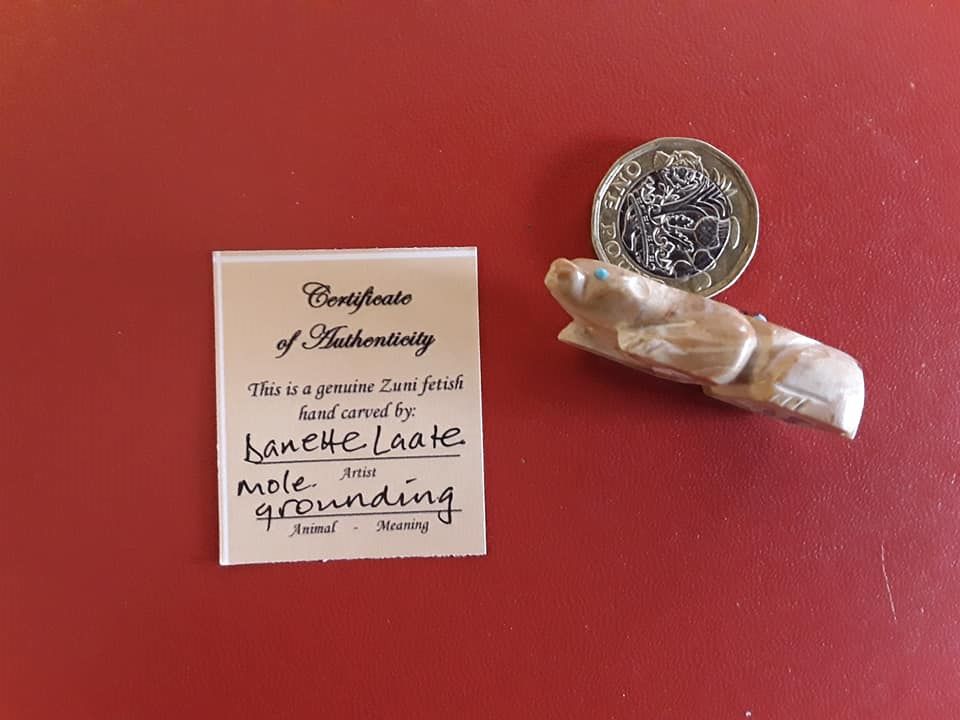 Certificate
of Authenticity
This is a genuine Zuni fetish
hand carved by:
Danette Laate.
Artist
Mole.
grounding
Animal - Meaning
ONE PO